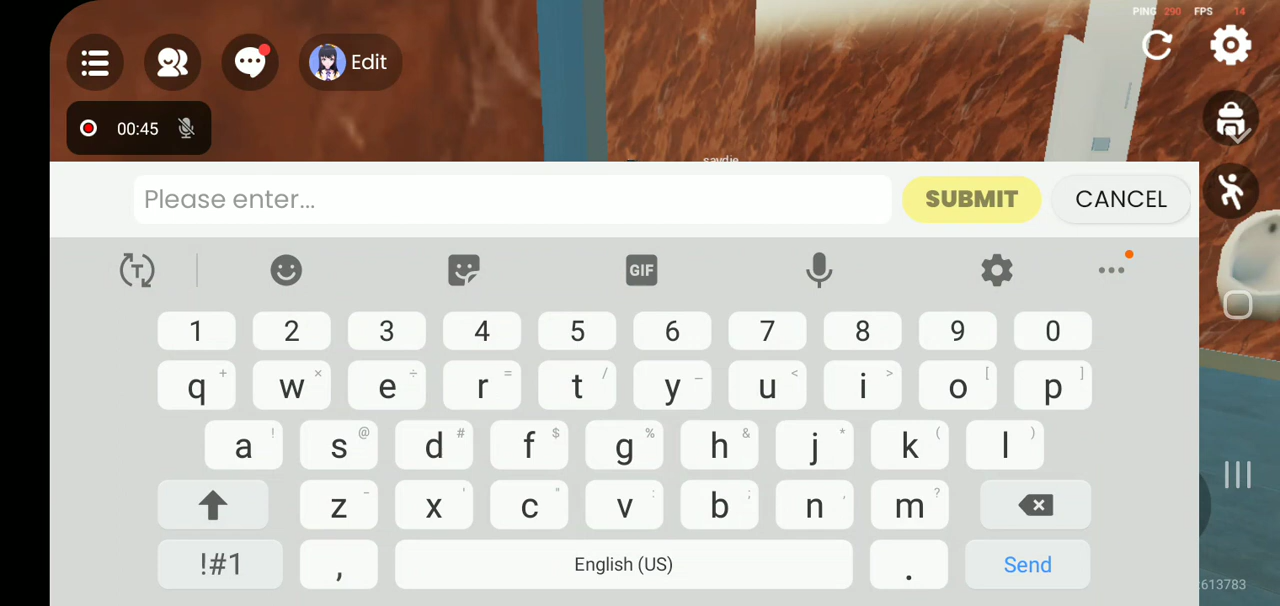 PING 290 FPS 14
Edit
00:45
saydie
Please enter...
SUBMIT
CANCEL
T
GIF
1 2 3 4 5 6 7 8 9 0
q + w × e ÷ r = t / y _ u < i > o [ p ]
a ! s @ d # f $ g % h & j * k ( l )
z - x ' c " v : b ; n , m ?
!#1 , English (US) . Send
:613783